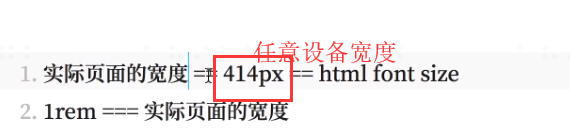 任意设备宽度
1. 实际页面的宽度 == 414px == html font size
2. 1rem === 实际页面的宽度